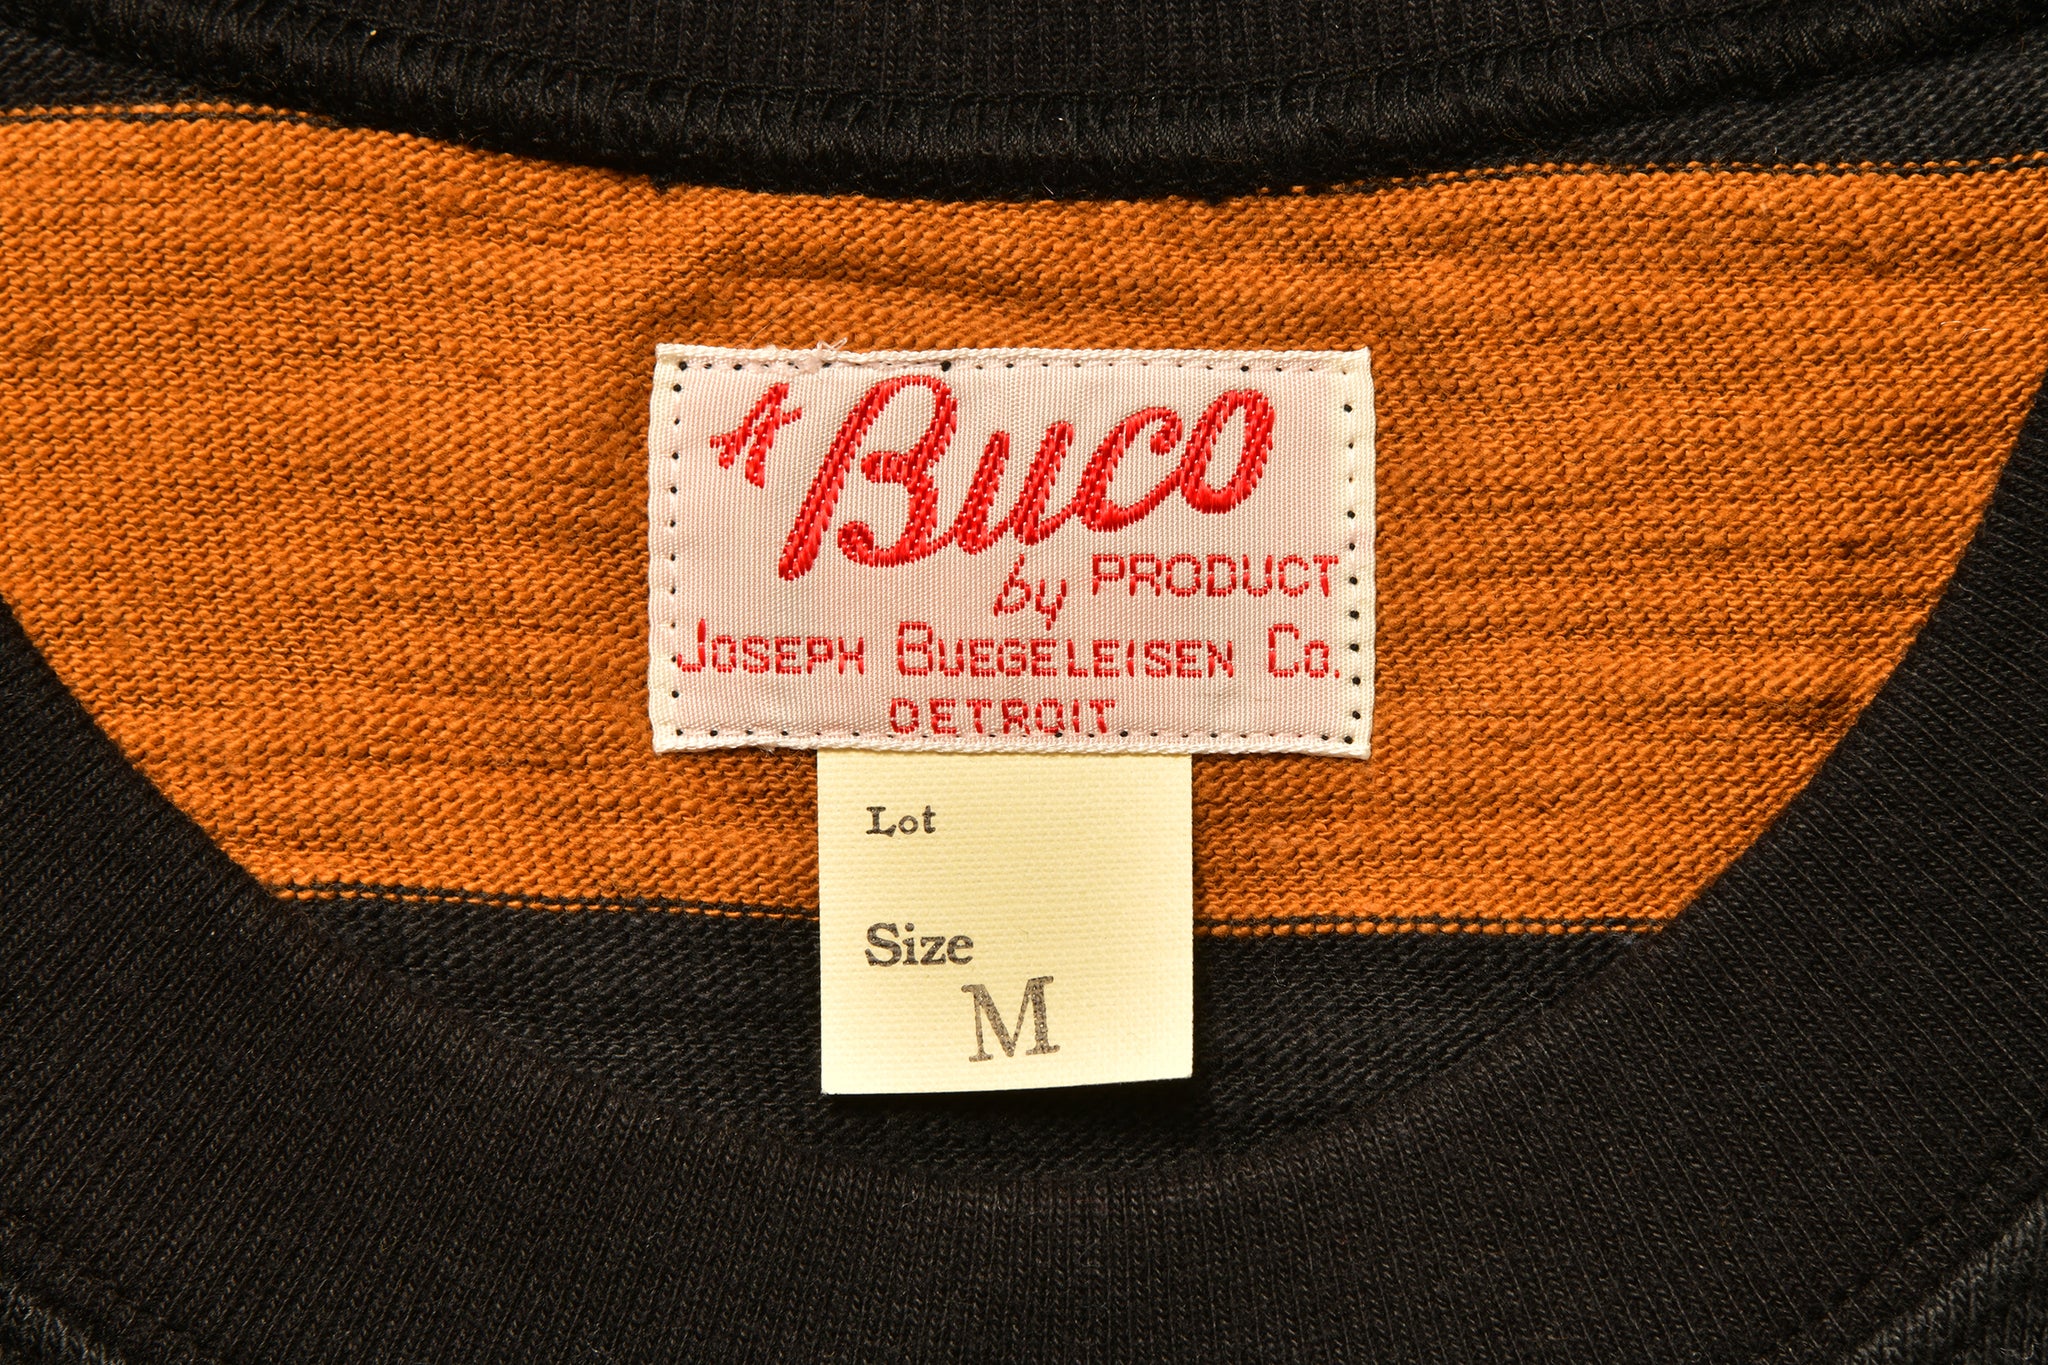 A Buco
by PRODUCT
JOSEPH BUEGELEISEN CO.
DETROIT
Lot
Size
M